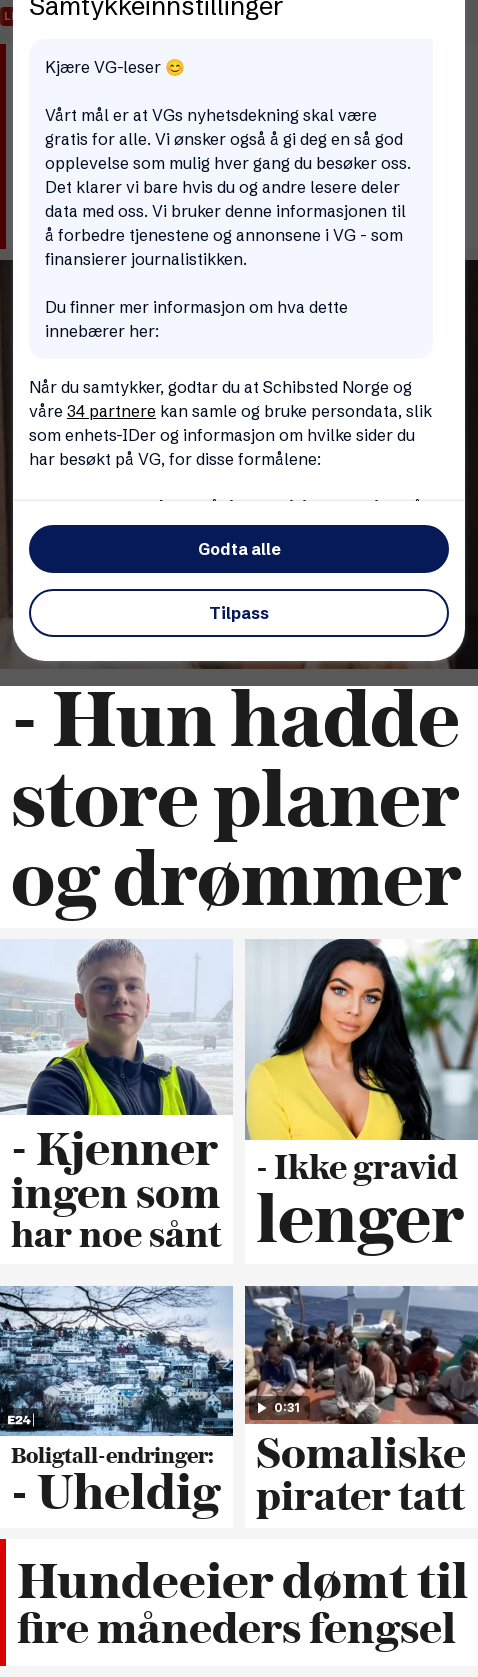 Samtykkeinnstillinger
Kjære VG-leser 😊
Vårt mål er at VGs nyhetsdekning skal være
gratis for alle. Vi ønsker også å gi deg en så god
opplevelse som mulig hver gang du besøker oss.
Det klarer vi bare hvis du og andre lesere deler
data med oss. Vi bruker denne informasjonen til
å forbedre tjenestene og annonsene i VG - som
finansierer journalistikken.
Du finner mer informasjon om hva dette
innebærer her:
Når du samtykker, godtar du at Schibsted Norge og
våre 34 partnere kan samle og bruke persondata, slik
som enhets-IDer og informasjon om hvilke sider du
har besøkt på VG, for disse formålene:
Godta alle
Tilpass
- Hun hadde
store planer
og drømmer
- Kjenner
ingen som
har noe sånt
- Ikke gravid
lenger
E24
Boligtall-endringer:
- Uheldig
0:31
Somaliske
pirater tatt
Hundeeier dømt til
fire måneders fengsel